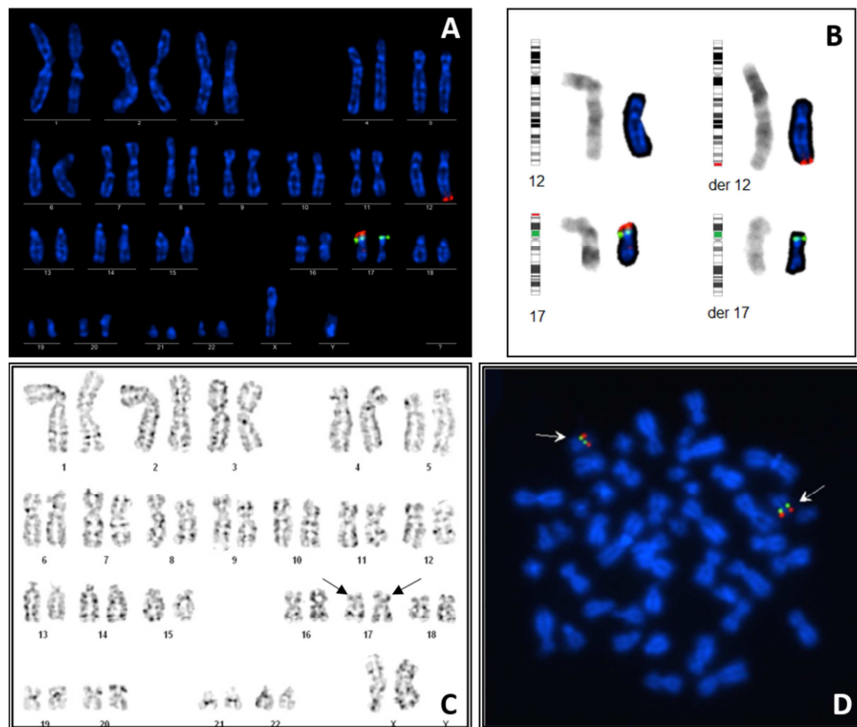 A
1 2 3 4 5
6 7 8 9 10 11 12
13 14 15 16 17 18
19 20 21 22 X Y ?
B
12 der 12
17 der 17
1 2 3 4 5
6 7 8 9 10 11 12
13 14 15 16 17 18
19 20 21 22 X Y
C
D